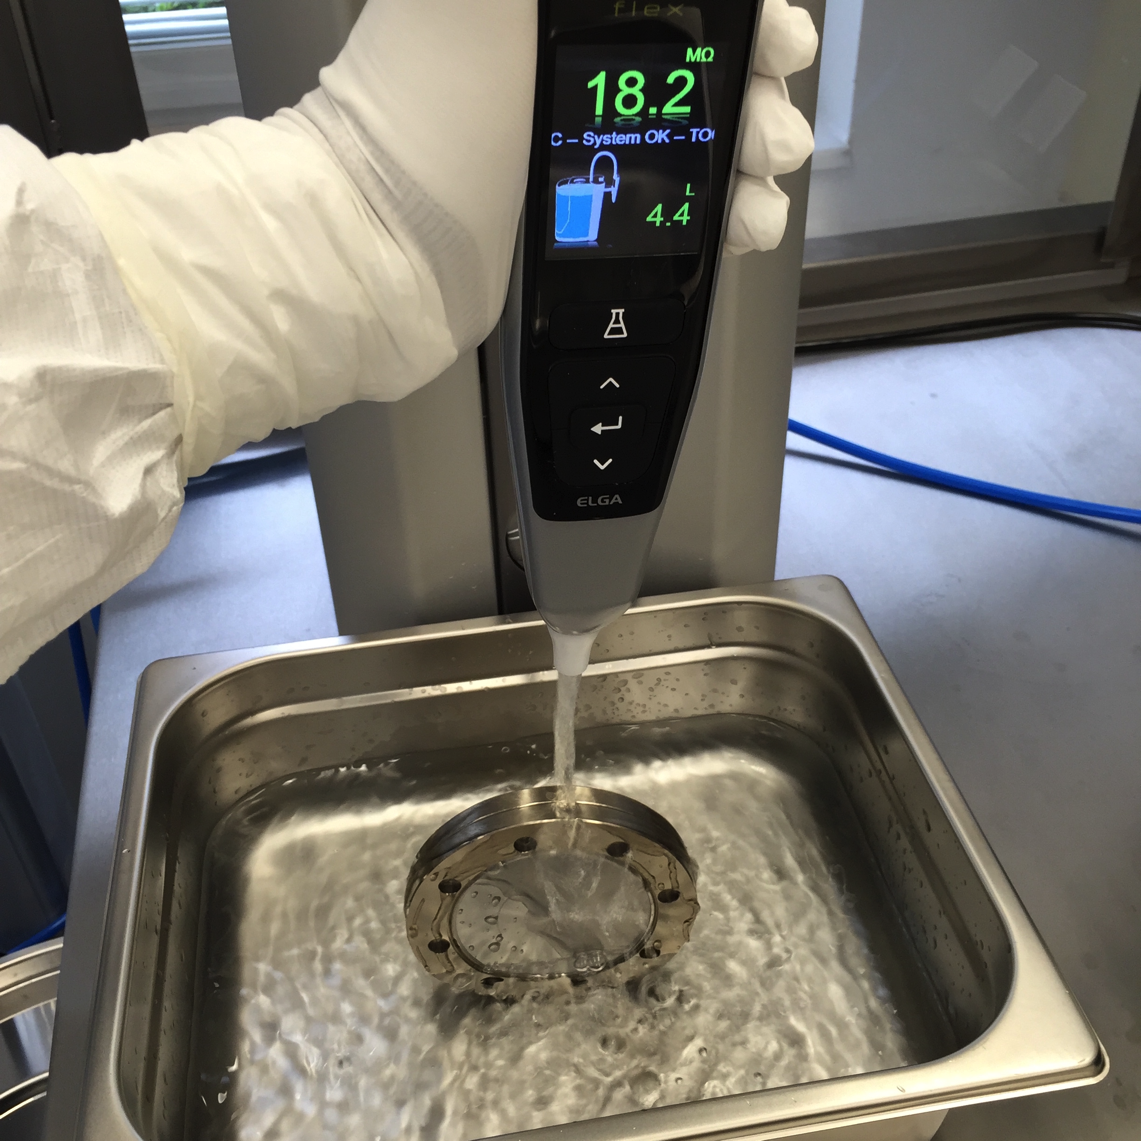 flex
MΩ
18.2
C – System OK – TO
L
4.4
ELGA